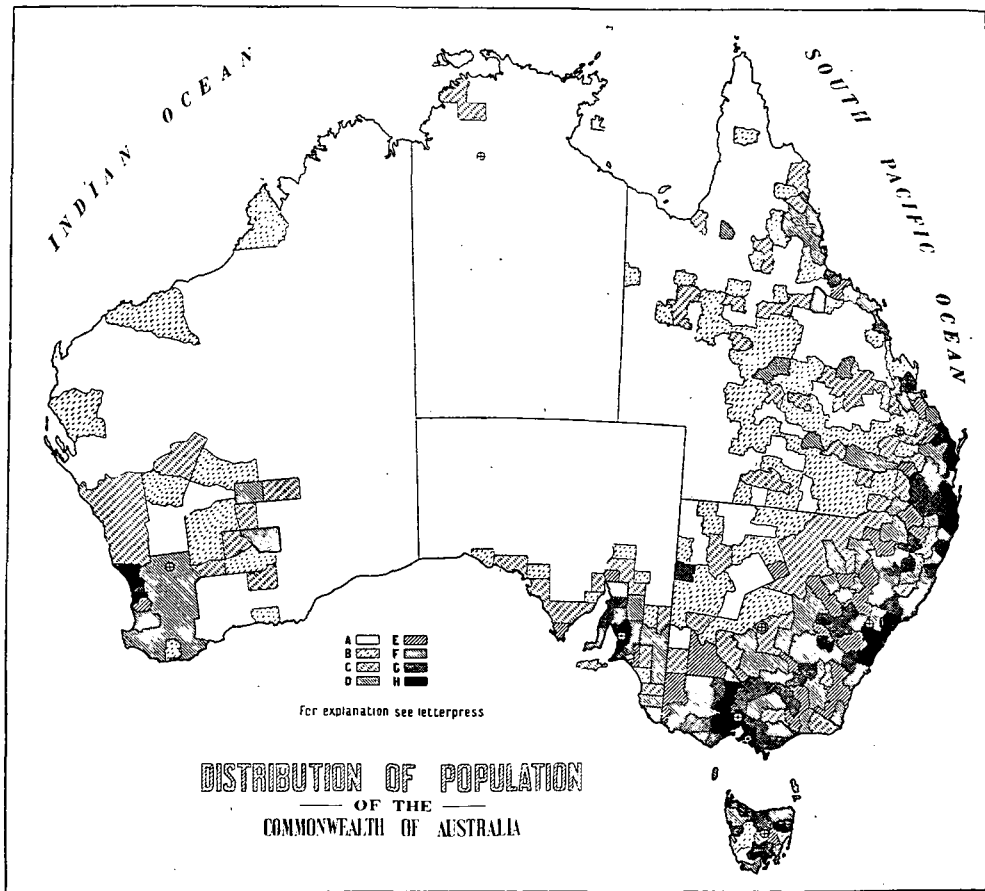 INDIAN OCEAN
SOUTH PACIFIC OCEAN
A E
B F
C G
D H
For explanation see letterpress
DISTRIBUTION OF POPULATION
OF THE
COMMONWEALTH OF AUSTRALIA